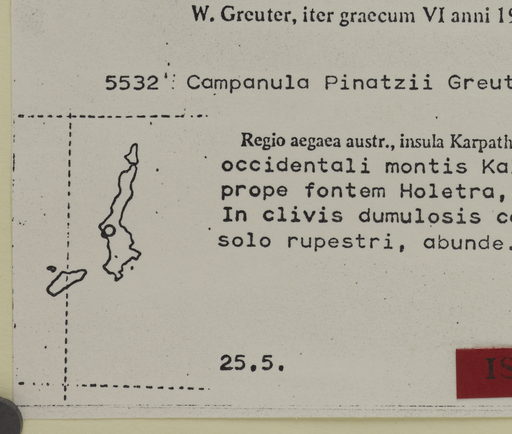 W. Greuter, iter graecum VI anni 19
5532': Campanula Pinatzii Greut
Regio aegaea austr., insula Karpath
occidentali montis Ka
prope fontem Holetra,
In clivis dumulosis c
solo rupestri, abunde.
25.5.
IS